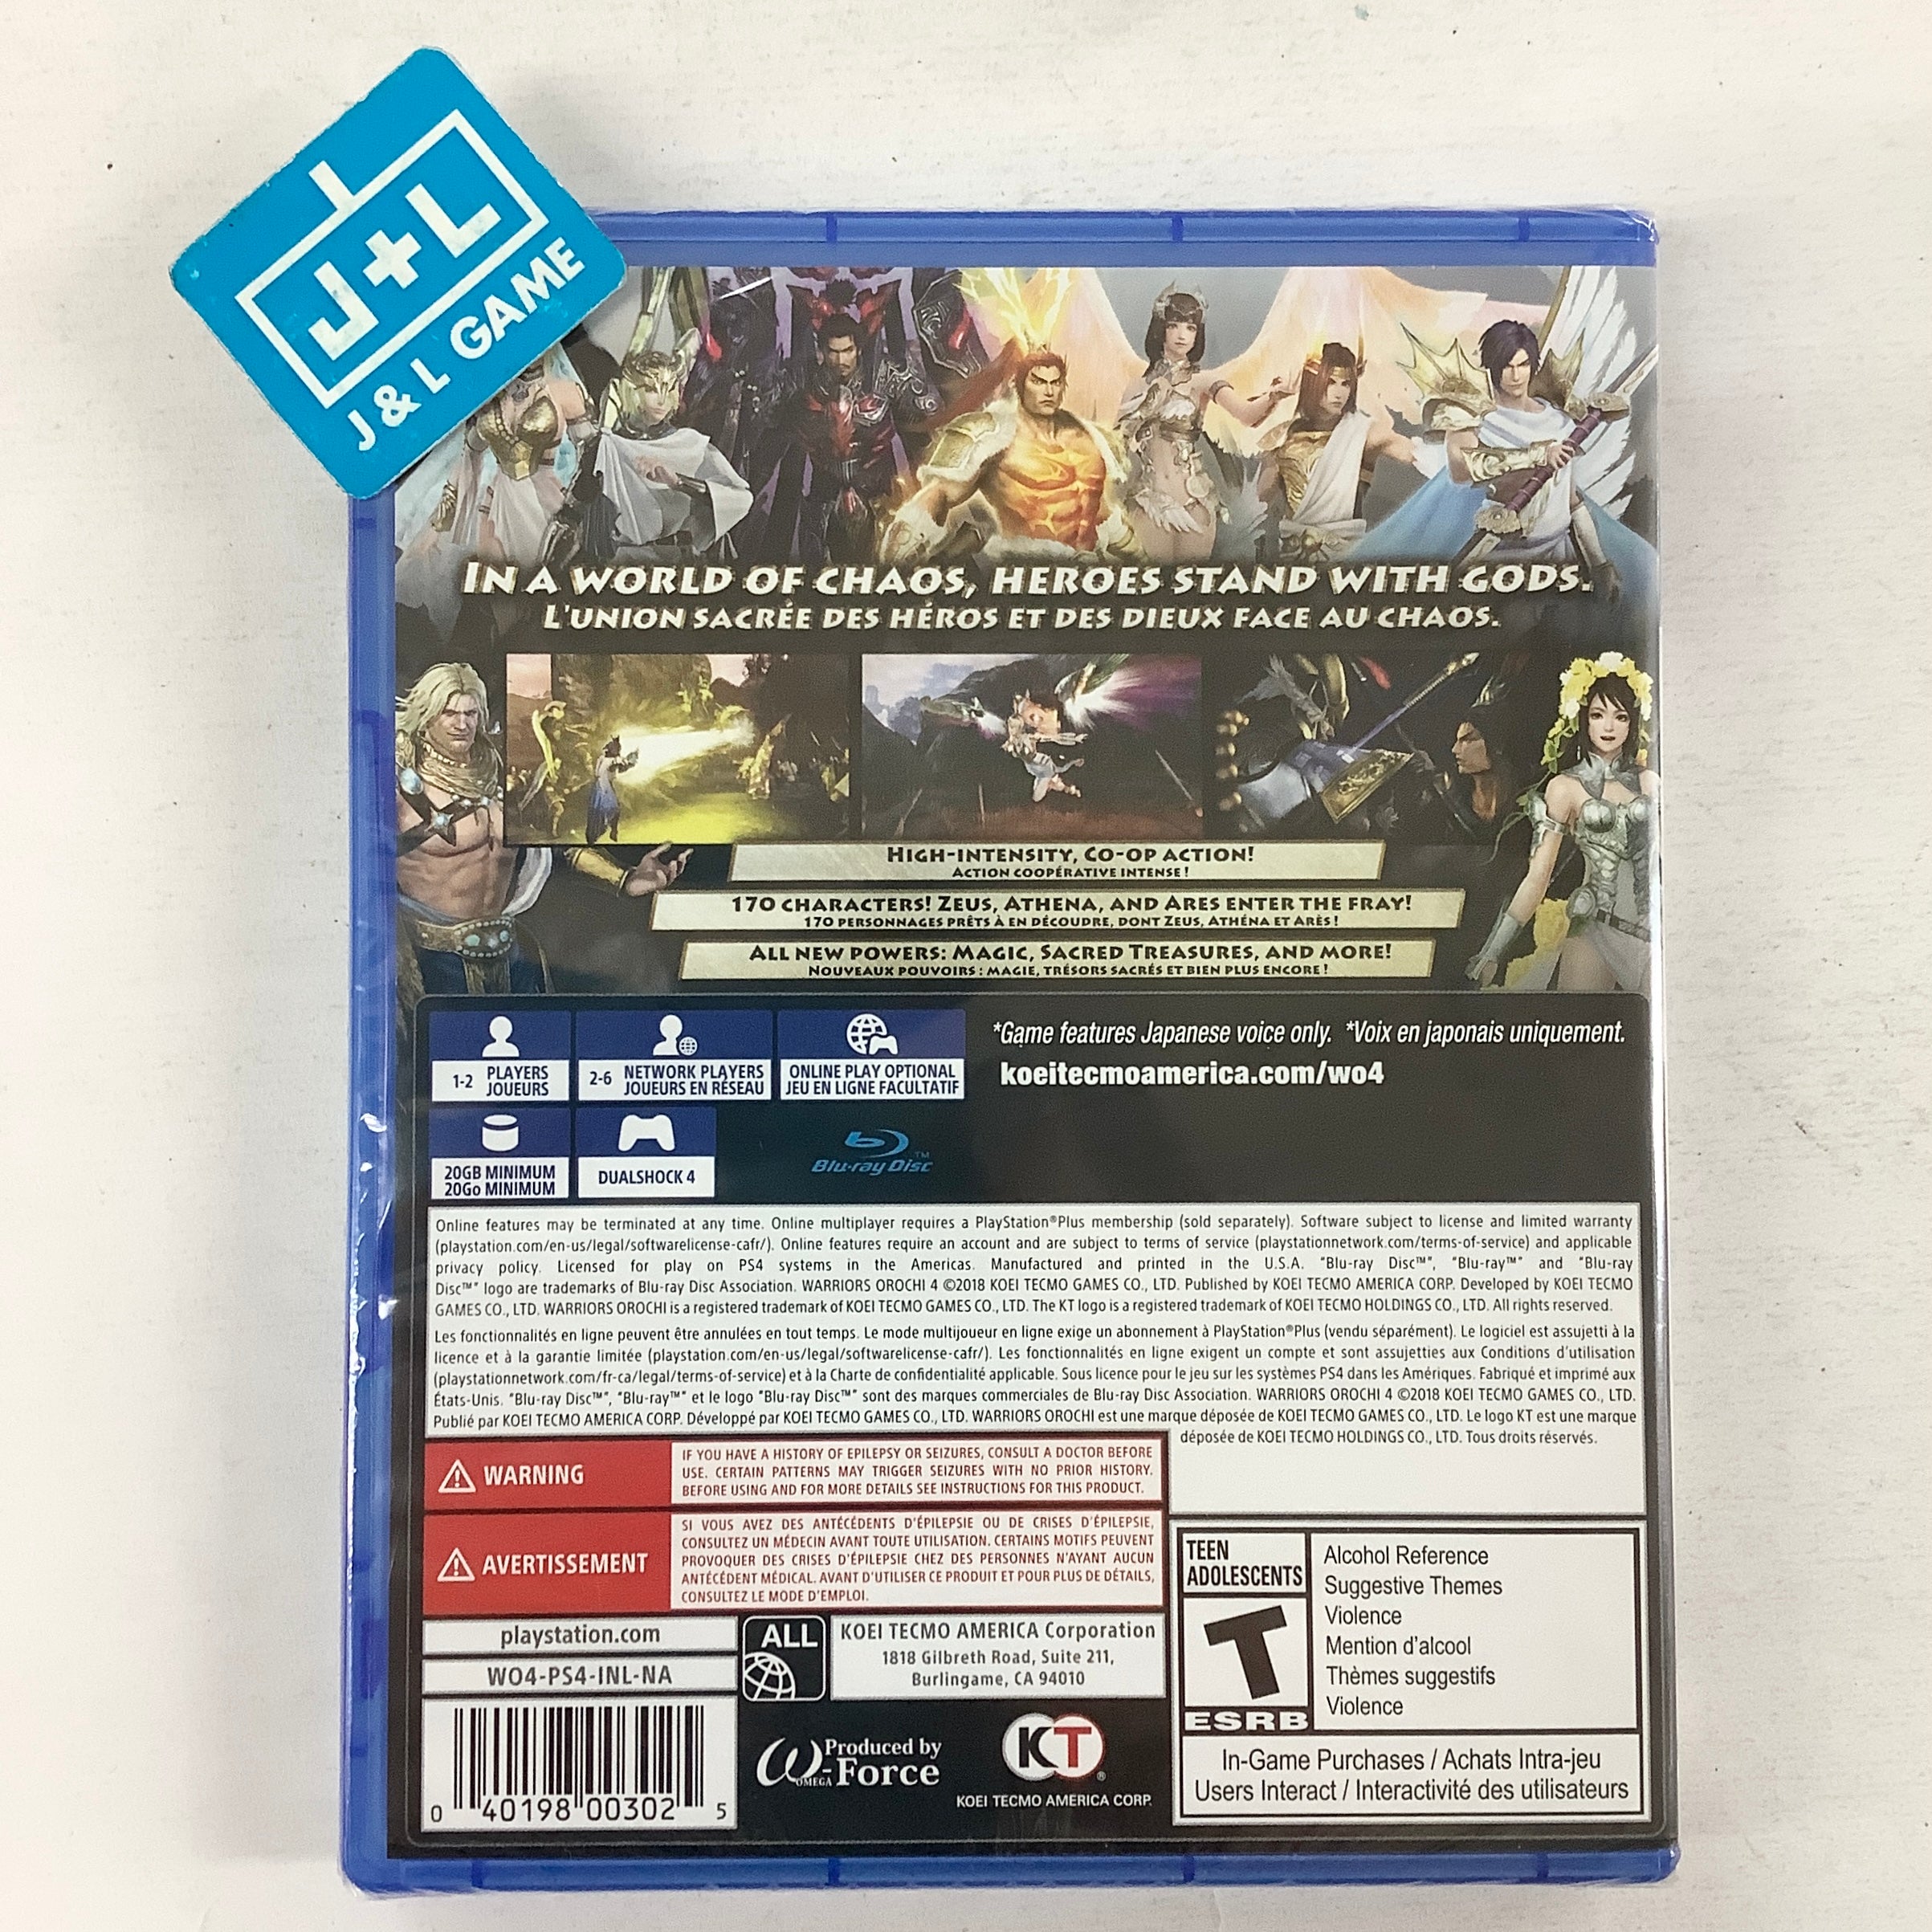 J+L
J & L GAME
IN A WORLD OF CHAOS, HEROES STAND WITH GODS.
L'UNION SACRÉE DES HÉROS ET DES DIEUX FACE AU CHAOS.
HIGH-INTENSITY, CO-OP ACTION!
ACTION COOPÉRATIVE INTENSE !
170 CHARACTERS! ZEUS, ATHENA, AND ARES ENTER THE FRAY!
170 PERSONNAGES PRÊTS À EN DÉCOUDRE, DONT ZEUS, ATHÉNA ET ARÈS !
ALL NEW POWERS: MAGIC, SACRED TREASURES, AND MORE!
NOUVEAUX POUVOIRS : MAGIE, TRÉSORS SACRÉS ET BIEN PLUS ENCORE !
1-2 PLAYERS
JOUEURS
2-6 NETWORK PLAYERS
JOUEURS EN RÉSEAU
ONLINE PLAY OPTIONAL
JEU EN LIGNE FACULTATIF
*Game features Japanese voice only. *Voix en japonais uniquement.
koeitecmoamerica.com/wo4
20GB MINIMUM
20Go MINIMUM
DUALSHOCK 4
Blu-ray Disc™
Online features may be terminated at any time. Online multiplayer requires a PlayStation®Plus membership (sold separately). Software subject to license and limited warranty
(playstation.com/en-us/legal/softwarelicense-cafr/). Online features require an account and are subject to terms of service (playstationnetwork.com/terms-of-service) and applicable
privacy policy. Licensed for play on PS4 systems in the Americas. Manufactured and printed in the U.S.A. "Blu-ray Disc™", "Blu-ray™" and "Blu-ray
Disc™" logo are trademarks of Blu-ray Disc Association. WARRIORS OROCHI 4 ©2018 KOEI TECMO GAMES CO., LTD. Published by KOEI TECMO AMERICA CORP. Developed by KOEI TECMO
GAMES CO., LTD. WARRIORS OROCHI is a registered trademark of KOEI TECMO GAMES CO., LTD. The KT logo is a registered trademark of KOEI TECMO HOLDINGS CO., LTD. All rights reserved.
Les fonctionnalités en ligne peuvent être annulées en tout temps. Le mode multijoueur en ligne exige un abonnement à PlayStation®Plus (vendu séparément). Le logiciel est assujetti à la
licence et à la garantie limitée (playstation.com/en-us/legal/softwarelicense-cafr/). Les fonctionnalités en ligne exigent un compte et sont assujetties aux Conditions d'utilisation
(playstationnetwork.com/fr-ca/legal/terms-of-service) et à la Charte de confidentialité applicable. Sous licence pour le jeu sur les systèmes PS4 dans les Amériques. Fabriqué et imprimé aux
États-Unis. "Blu-ray Disc™", "Blu-ray™" et le logo "Blu-ray Disc™" sont des marques commerciales de Blu-ray Disc Association. WARRIORS OROCHI 4 ©2018 KOEI TECMO GAMES CO., LTD.
Publié par KOEI TECMO AMERICA CORP. Développé par KOEI TECMO GAMES CO., LTD. WARRIORS OROCHI est une marque déposée de KOEI TECMO GAMES CO., LTD. Le logo KT est une marque
déposée de KOEI TECMO HOLDINGS CO., LTD. Tous droits réservés.
WARNING
IF YOU HAVE A HISTORY OF EPILEPSY OR SEIZURES, CONSULT A DOCTOR BEFORE
USE. CERTAIN PATTERNS MAY TRIGGER SEIZURES WITH NO PRIOR HISTORY.
BEFORE USING AND FOR MORE DETAILS SEE INSTRUCTIONS FOR THIS PRODUCT.
AVERTISSEMENT
SI VOUS AVEZ DES ANTÉCÉDENTS D'ÉPILEPSIE OU DE CRISES D'ÉPILEPSIE,
CONSULTEZ UN MÉDECIN AVANT TOUTE UTILISATION. CERTAINS MOTIFS PEUVENT
PROVOQUER DES CRISES D'ÉPILEPSIE CHEZ DES PERSONNES N'AYANT AUCUN
ANTÉCÉDENT MÉDICAL. AVANT D'UTILISER CE PRODUIT ET POUR PLUS DE DÉTAILS,
CONSULTEZ LE MODE D'EMPLOI.
playstation.com
WO4-PS4-INL-NA
0 40198 00302 5
ALL
KOEI TECMO AMERICA Corporation
1818 Gilbreth Road, Suite 211,
Burlingame, CA 94010
Produced by
ω-Force
OMEGA
KT®
KOEI TECMO AMERICA CORP.
TEEN
ADOLESCENTS
T
ESRB
Alcohol Reference
Suggestive Themes
Violence
Mention d'alcool
Thèmes suggestifs
Violence
In-Game Purchases / Achats Intra-jeu
Users Interact / Interactivité des utilisateurs